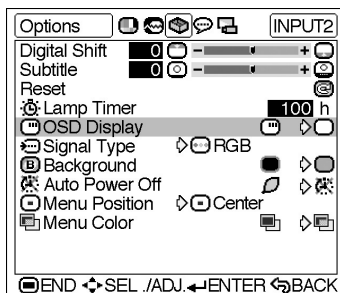 Options INPUT2
Digital Shift 0 - +
Subtitle 0 - +
Reset
Lamp Timer 100 h
OSD Display
Signal Type RGB
B Background
Auto Power Off
Menu Position Center
Menu Color
END SEL./ADJ. ENTER BACK